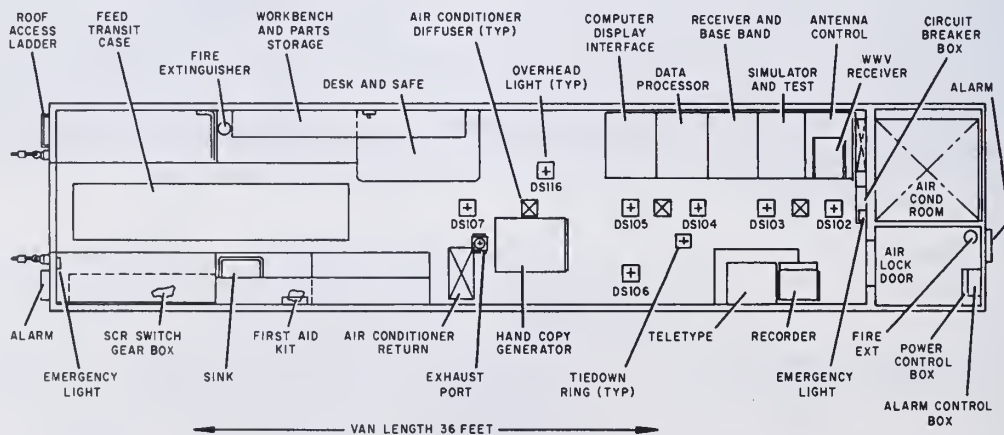 ROOF
ACCESS
LADDER
FEED
TRANSIT
CASE
FIRE
EXTINGUISHER
WORKBENCH
AND PARTS
STORAGE
DESK AND SAFE
AIR CONDITIONER
DIFFUSER (TYP)
OVERHEAD
LIGHT (TYP)
COMPUTER
DISPLAY
INTERFACE
DATA
PROCESSOR
RECEIVER AND
BASE BAND
SIMULATOR
AND TEST
ANTENNA
CONTROL
WWV
RECEIVER
CIRCUIT
BREAKER
BOX
ALARM
DS116
DS107
DS105
DS104
DS103
DS102
DS106
AIR
COND
ROOM
AIR
LOCK
DOOR
ALARM
EMERGENCY
LIGHT
SCR SWITCH
GEAR BOX
SINK
FIRST AID
KIT
AIR CONDITIONER
RETURN
EXHAUST
PORT
HAND COPY
GENERATOR
TIEDOWN
RING (TYP)
TELETYPE
RECORDER
EMERGENCY
LIGHT
FIRE
EXT
POWER
CONTROL
BOX
ALARM CONTROL
BOX
VAN LENGTH 36 FEET